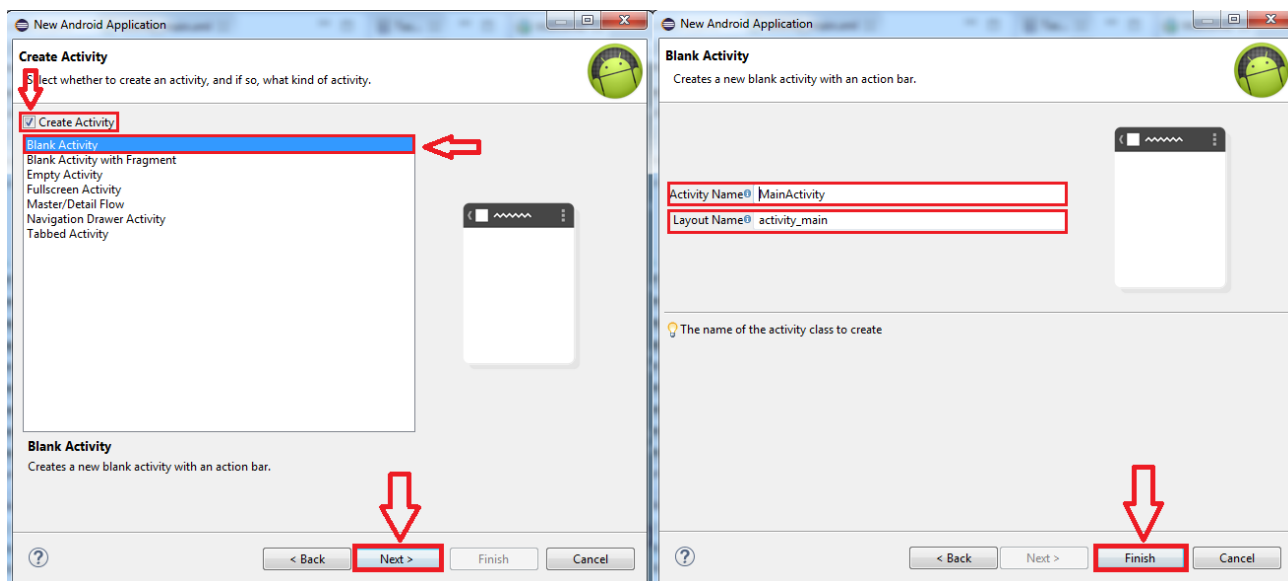 New Android Application
Create Activity
Select whether to create an activity, and if so, what kind of activity.
Create Activity
Blank Activity
Blank Activity with Fragment
Empty Activity
Fullscreen Activity
Master/Detail Flow
Navigation Drawer Activity
Tabbed Activity
Blank Activity
Creates a new blank activity with an action bar.
< Back
Next >
Finish
Cancel
New Android Application
Blank Activity
Creates a new blank activity with an action bar.
Activity Name MainActivity
Layout Name activity_main
The name of the activity class to create
< Back
Next >
Finish
Cancel